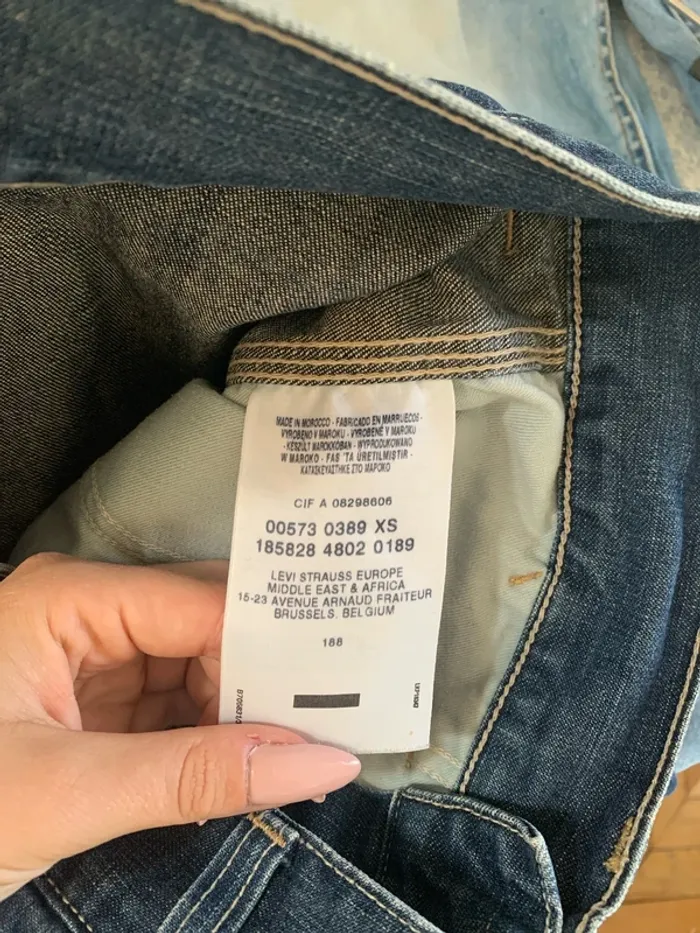 MADE IN MOROCCO - FABRICADO EN MARRUECOS -
VYROBENO V MAROKU - VYROBENÉ V MAROKU
- KÉSZÜLT MAROKKÓBAN - WYPRODUKOWANO
W MAROKO - FAS 'TA ÜRETILMISTIR -
ΚΑΤΑΣΚΕΥΑΣΤΗΚΕ ΣΤΟ ΜΑΡΟΚΟ
CIF A 08298606
00573 0389 XS
185828 4802 0189
LEVI STRAUSS EUROPE
MIDDLE EAST & AFRICA
15-23 AVENUE ARNAUD FRAITEUR
BRUSSELS. BELGIUM
188